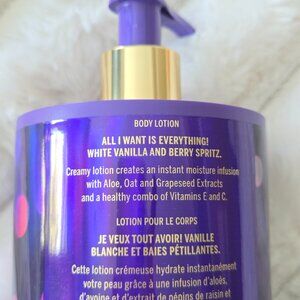 BODY LOTION
ALL I WANT IS EVERYTHING!
WHITE VANILLA AND BERRY SPRITZ.
Creamy lotion creates an instant moisture infusion
with Aloe, Oat and Grapeseed Extracts
and a healthy combo of Vitamins E and C.
LOTION POUR LE CORPS
JE VEUX TOUT AVOIR! VANILLE
BLANCHE ET BAIES PÉTILLANTES.
Cette lotion crémeuse hydrate instantanément
votre peau grâce à une infusion d'aloès,
d'avoine et d'extrait de pépins de raisin et